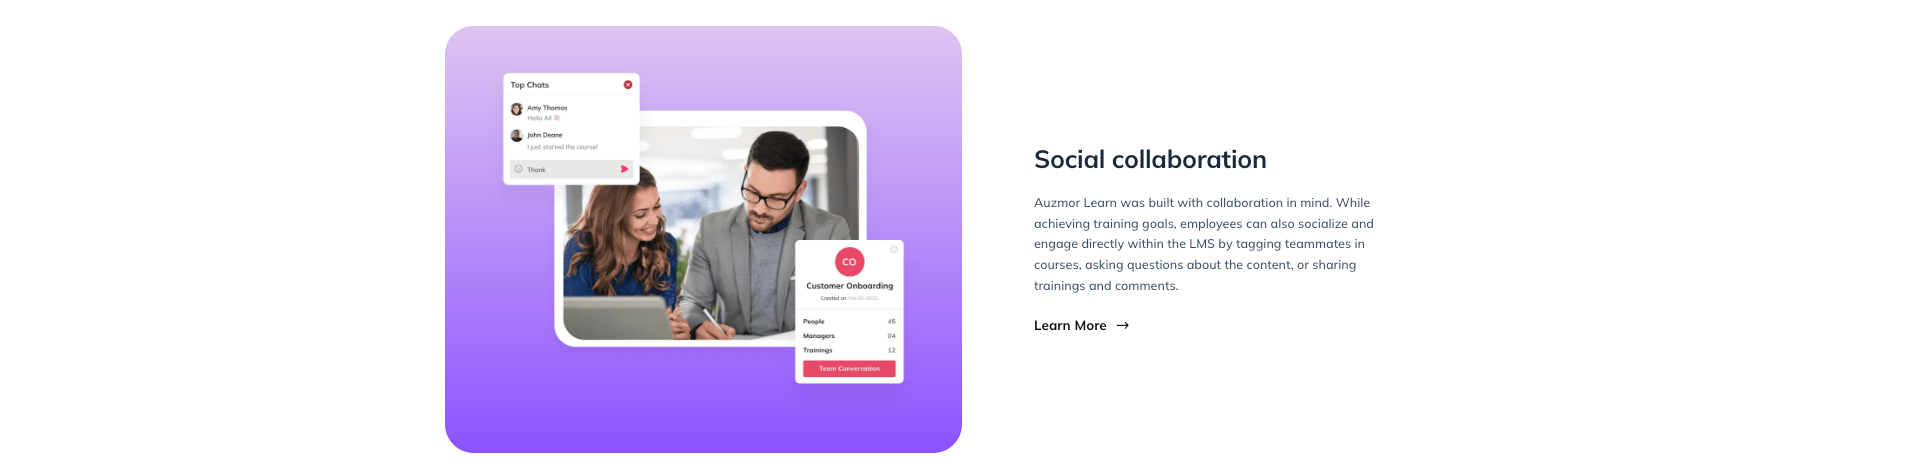 Top Chats
Amy Thomas
Hello All 👋🏻
John Deane
I just started the course!
Thank
CO
Customer Onboarding
Created on Feb 02-2021
People 45
Managers 04
Trainings 12
Team Conversation
Social collaboration
Auzmor Learn was built with collaboration in mind. While
achieving training goals, employees can also socialize and
engage directly within the LMS by tagging teammates in
courses, asking questions about the content, or sharing
trainings and comments.
Learn More →